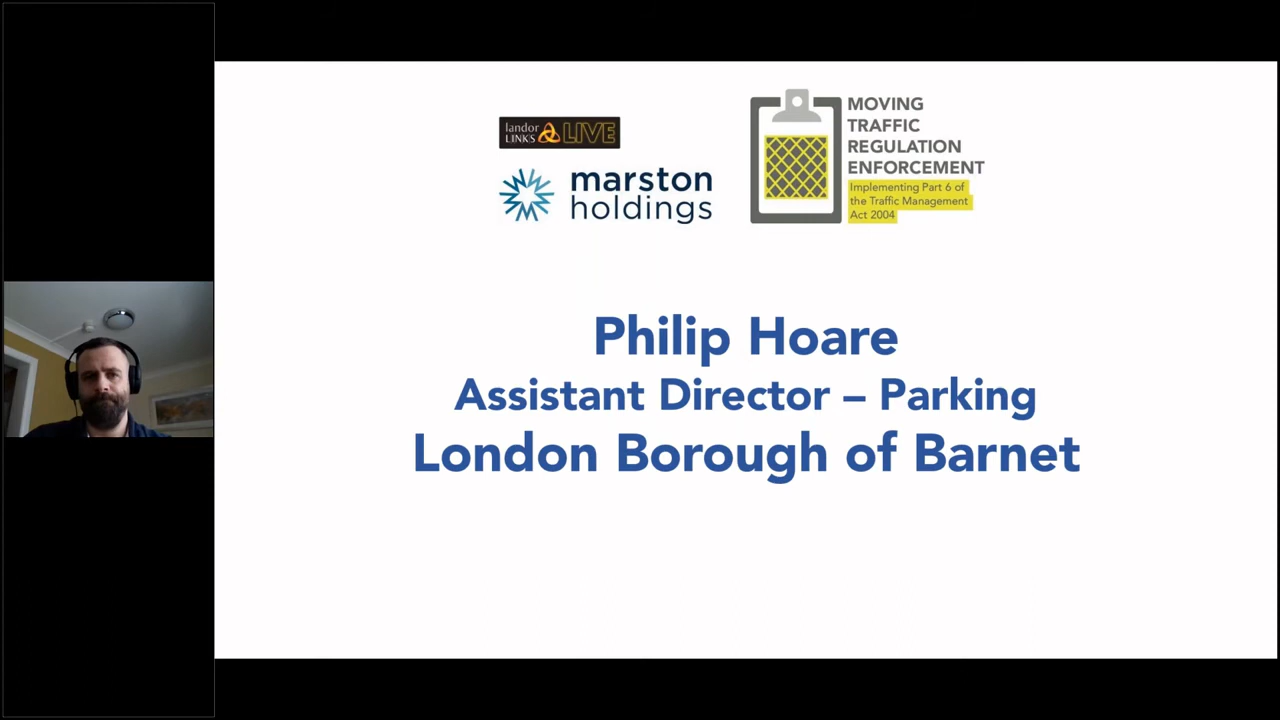 landor
LINKS LIVE
marston
holdings
MOVING
TRAFFIC
REGULATION
ENFORCEMENT
Implementing Part 6 of
the Traffic Management
Act 2004
Philip Hoare
Assistant Director – Parking
London Borough of Barnet